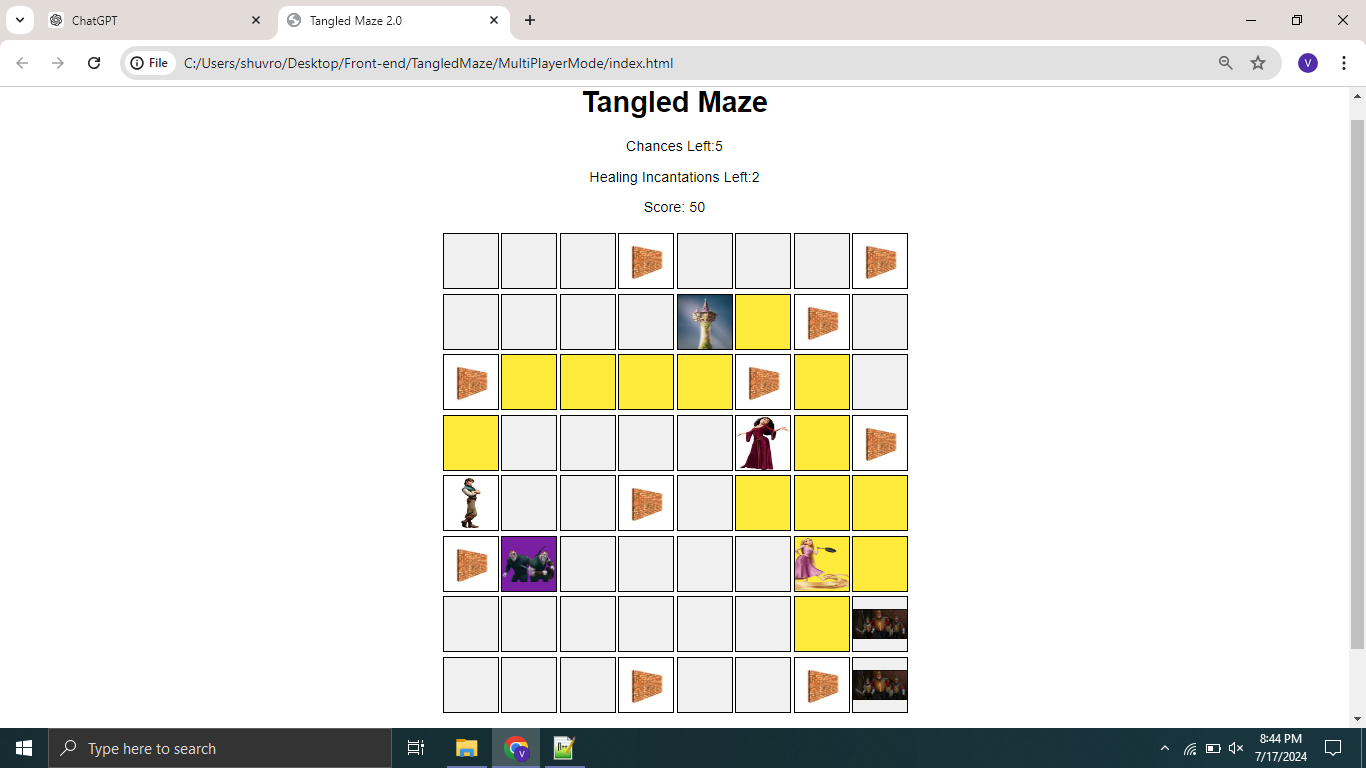 ChatGPT
Tangled Maze 2.0
File
C:/Users/shuvro/Desktop/Front-end/TangledMaze/MultiPlayerMode/index.html
V
Tangled Maze
Chances Left:5
Healing Incantations Left:2
Score: 50
Type here to search
V
8:44 PM
7/17/2024